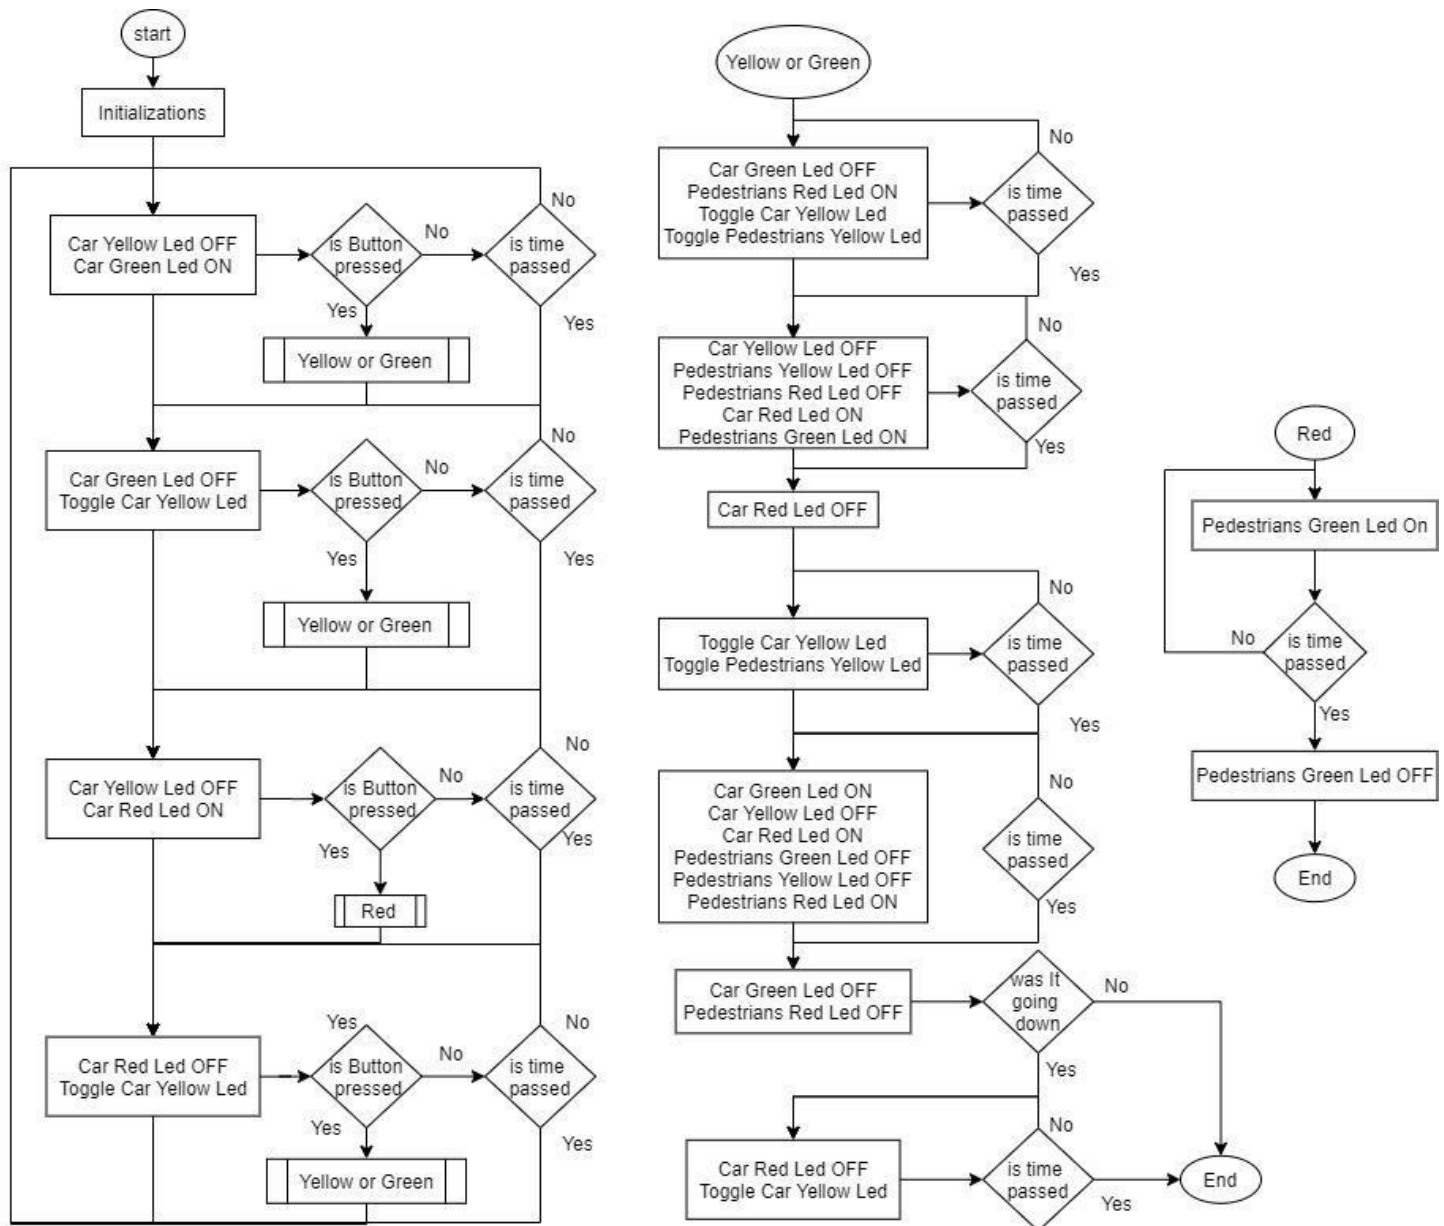 start
Initializations
No
Car Yellow Led OFF
Car Green Led ON
is Button
pressed
No
is time
passed
Yes
Yes
Yellow or Green
No
Car Green Led OFF
Toggle Car Yellow Led
is Button
pressed
No
is time
passed
Yes
Yes
Yellow or Green
No
Car Yellow Led OFF
Car Red Led ON
is Button
pressed
No
is time
passed
Yes
Yes
Red
Yes
No
Car Red Led OFF
Toggle Car Yellow Led
is Button
pressed
No
is time
passed
Yes
Yes
Yellow or Green
Yellow or Green
No
Car Green Led OFF
Pedestrians Red Led ON
Toggle Car Yellow Led
Toggle Pedestrians Yellow Led
is time
passed
Yes
No
Car Yellow Led OFF
Pedestrians Yellow Led OFF
Pedestrians Red Led OFF
Car Red Led ON
Pedestrians Green Led ON
is time
passed
Yes
Car Red Led OFF
No
Toggle Car Yellow Led
Toggle Pedestrians Yellow Led
is time
passed
Yes
No
Car Green Led ON
Car Yellow Led OFF
Car Red Led ON
Pedestrians Green Led OFF
Pedestrians Yellow Led OFF
Pedestrians Red Led ON
is time
passed
Yes
Car Green Led OFF
Pedestrians Red Led OFF
was It
going
down
No
Yes
No
Car Red Led OFF
Toggle Car Yellow Led
is time
passed
Yes
End
Red
Pedestrians Green Led On
No
is time
passed
Yes
Pedestrians Green Led OFF
End